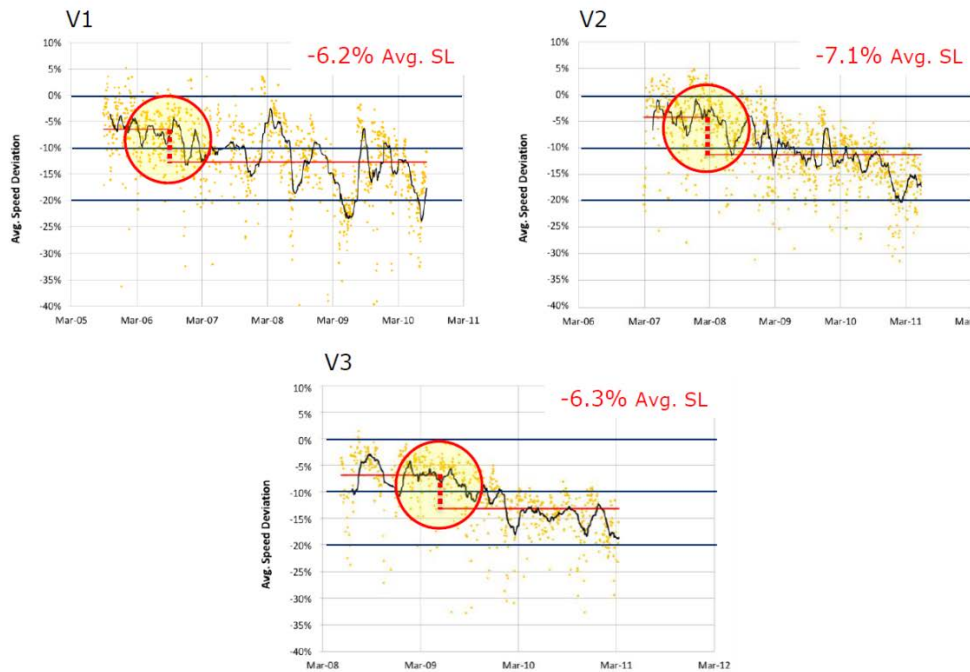 V1
-6.2% Avg. SL
10%
5%
0%
-5%
-10%
-15%
-20%
-25%
-30%
-35%
-40%
Avg. Speed Deviation
Mar-05 Mar-06 Mar-07 Mar-08 Mar-09 Mar-10 Mar-11
V2
-7.1% Avg. SL
10%
5%
0%
-5%
-10%
-15%
-20%
-25%
-30%
-35%
-40%
Avg. Speed Deviation
Mar-06 Mar-07 Mar-08 Mar-09 Mar-10 Mar-11 Mar-
V3
-6.3% Avg. SL
10%
5%
0%
-5%
-10%
-15%
-20%
-25%
-30%
-35%
-40%
Avg. Speed Deviation
Mar-08 Mar-09 Mar-10 Mar-11 Mar-12